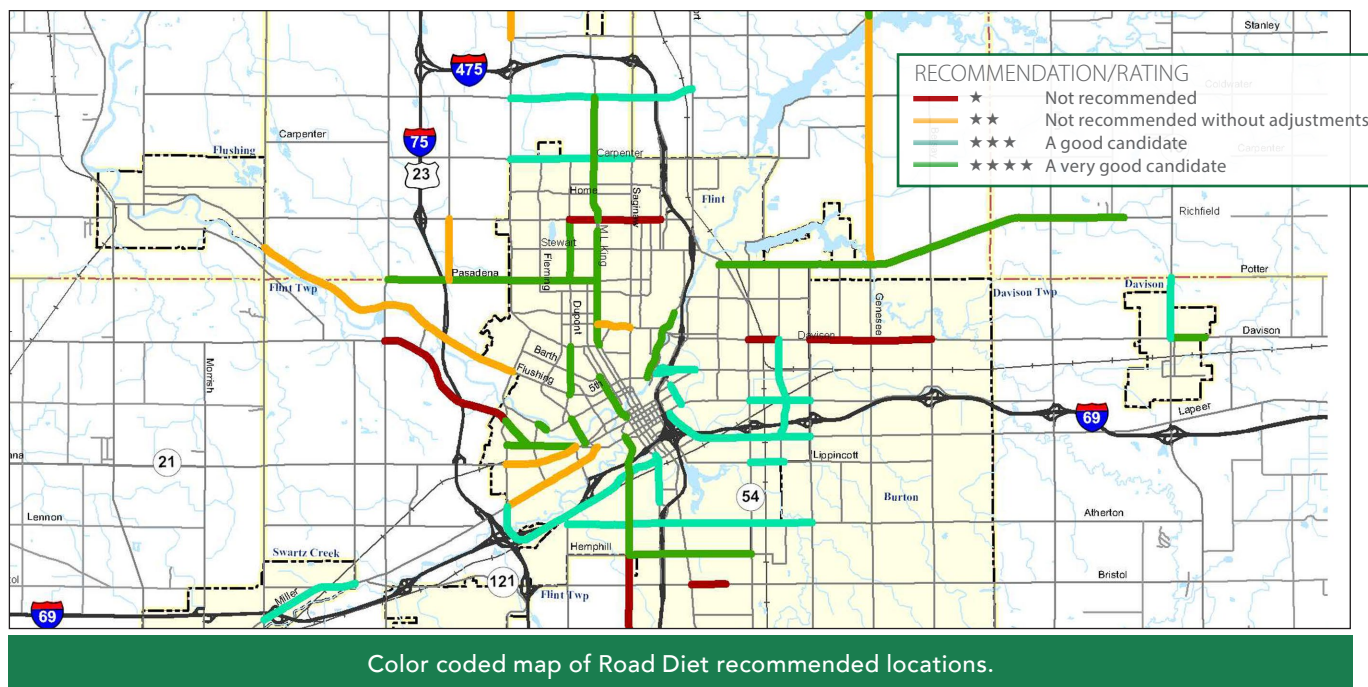 Stanley
475
RECOMMENDATION/RATING
★ Not recommended
★★ Not recommended without adjustments
★★★ A good candidate
★★★★ A very good candidate
Coldwater
Carpenter
75
Flushing
Carpenter
Carpenter
23
Home
Saginaw
Flint
Richfield
M.L. King
Stewart
Fleming
Pasadena
Potter
Flint Twp
Davison Twp
Davison
Genesee
Dupont
Davison
Davison
Barth
Morrish
Flushing
5th
Lapeer
69
21
Lippincott
54
Burton
Lennon
Atherton
Swartz Creek
Hemphill
121
Bristol
Miller
Flint Twp
69
Color coded map of Road Diet recommended locations.